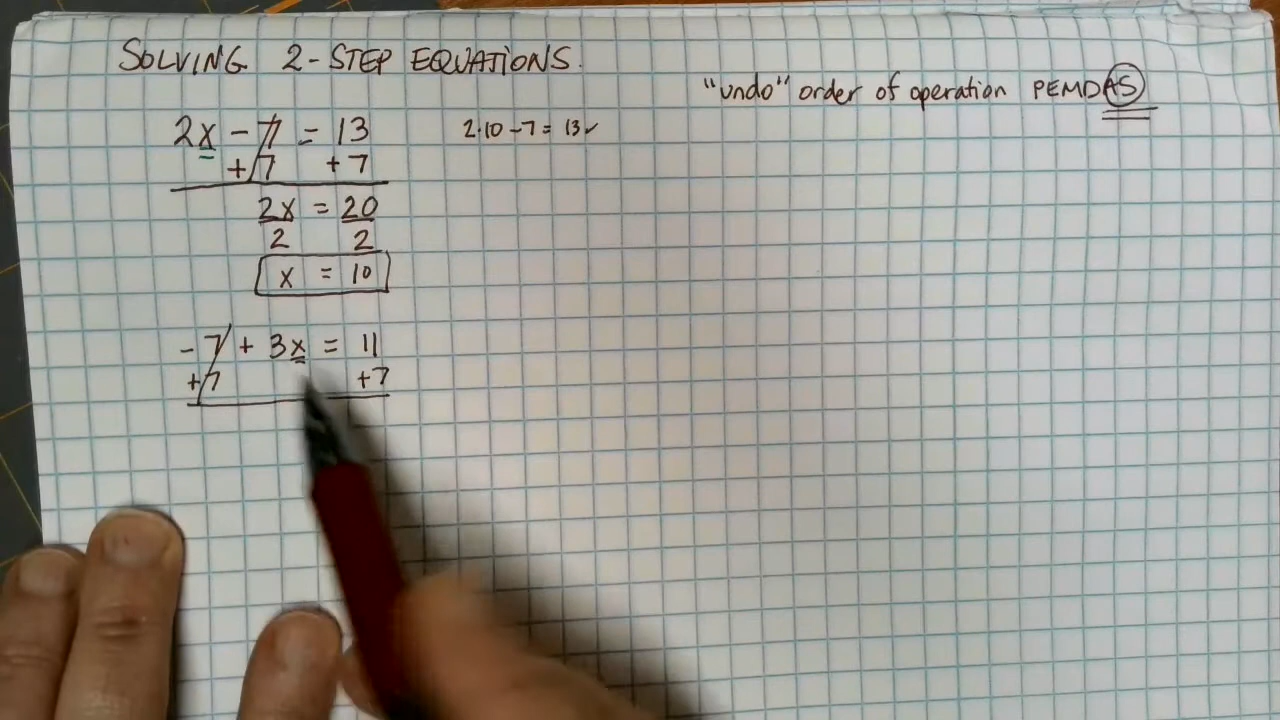 SOLVING 2-STEP EQUATIONS.
"undo" order of operation PEMDAS
2x - 7 = 13
2·10 - 7 = 13 ✓
+7 +7
2x = 20
2 2
x = 10
-7 + 3x = 11
+7 +7